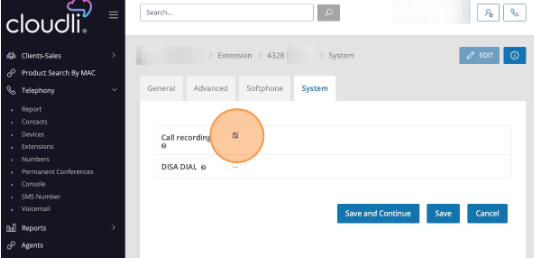 cloudli
Search...
Clients-Sales
Product Search By MAC
Telephony
Report
Contacts
Devices
Extensions
Numbers
Permanent Conferences
Console
SMS Number
Voicemail
Reports
Agents
> Extension > 4328 > System
EDIT
General Advanced Softphone System
Call recording
DISA DIAL
Save and Continue Save Cancel